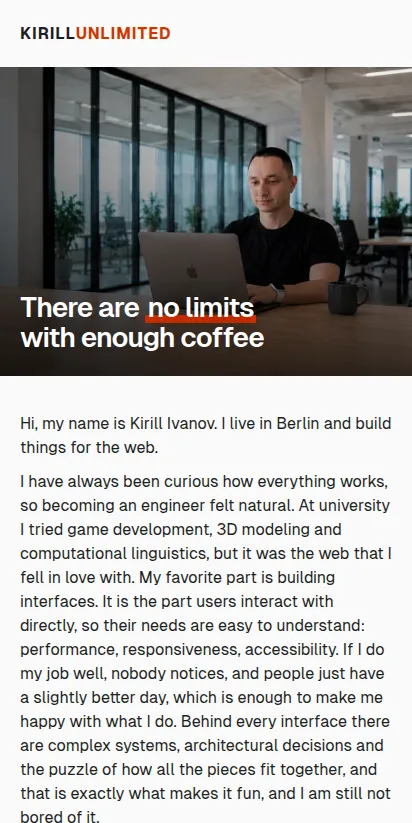 KIRILLUNLIMITED
There are no limits
with enough coffee
Hi, my name is Kirill Ivanov. I live in Berlin and build
things for the web.
I have always been curious how everything works,
so becoming an engineer felt natural. At university
I tried game development, 3D modeling and
computational linguistics, but it was the web that I
fell in love with. My favorite part is building
interfaces. It is the part users interact with
directly, so their needs are easy to understand:
performance, responsiveness, accessibility. If I do
my job well, nobody notices, and people just have
a slightly better day, which is enough to make me
happy with what I do. Behind every interface there
are complex systems, architectural decisions and
the puzzle of how all the pieces fit together, and
that is exactly what makes it fun, and I am still not
bored of it.